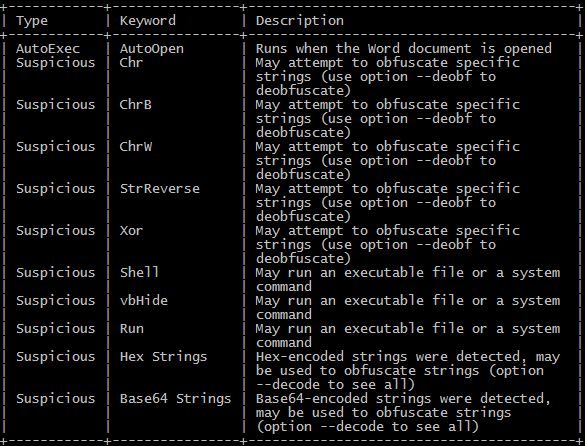 +-------------+----------------+-----------------------------------------+
| Type        | Keyword        | Description                             |
+-------------+----------------+-----------------------------------------+
| AutoExec    | AutoOpen       | Runs when the Word document is opened   |
| Suspicious  | Chr            | May attempt to obfuscate specific       |
|             |                | strings (use option --deobf to          |
|             |                | deobfuscate)                            |
| Suspicious  | ChrB           | May attempt to obfuscate specific       |
|             |                | strings (use option --deobf to          |
|             |                | deobfuscate)                            |
| Suspicious  | ChrW           | May attempt to obfuscate specific       |
|             |                | strings (use option --deobf to          |
|             |                | deobfuscate)                            |
| Suspicious  | StrReverse     | May attempt to obfuscate specific       |
|             |                | strings (use option --deobf to          |
|             |                | deobfuscate)                            |
| Suspicious  | Xor            | May attempt to obfuscate specific       |
|             |                | strings (use option --deobf to          |
|             |                | deobfuscate)                            |
| Suspicious  | Shell          | May run an executable file or a system  |
|             |                | command                                 |
| Suspicious  | vbHide         | May run an executable file or a system  |
|             |                | command                                 |
| Suspicious  | Run            | May run an executable file or a system  |
|             |                | command                                 |
| Suspicious  | Hex Strings    | Hex-encoded strings were detected, may  |
|             |                | be used to obfuscate strings (option    |
|             |                | --decode to see all)                    |
| Suspicious  | Base64 Strings | Base64-encoded strings were detected,   |
|             |                | may be used to obfuscate strings        |
|             |                | (option --decode to see all)            |
+-------------+----------------+-----------------------------------------+